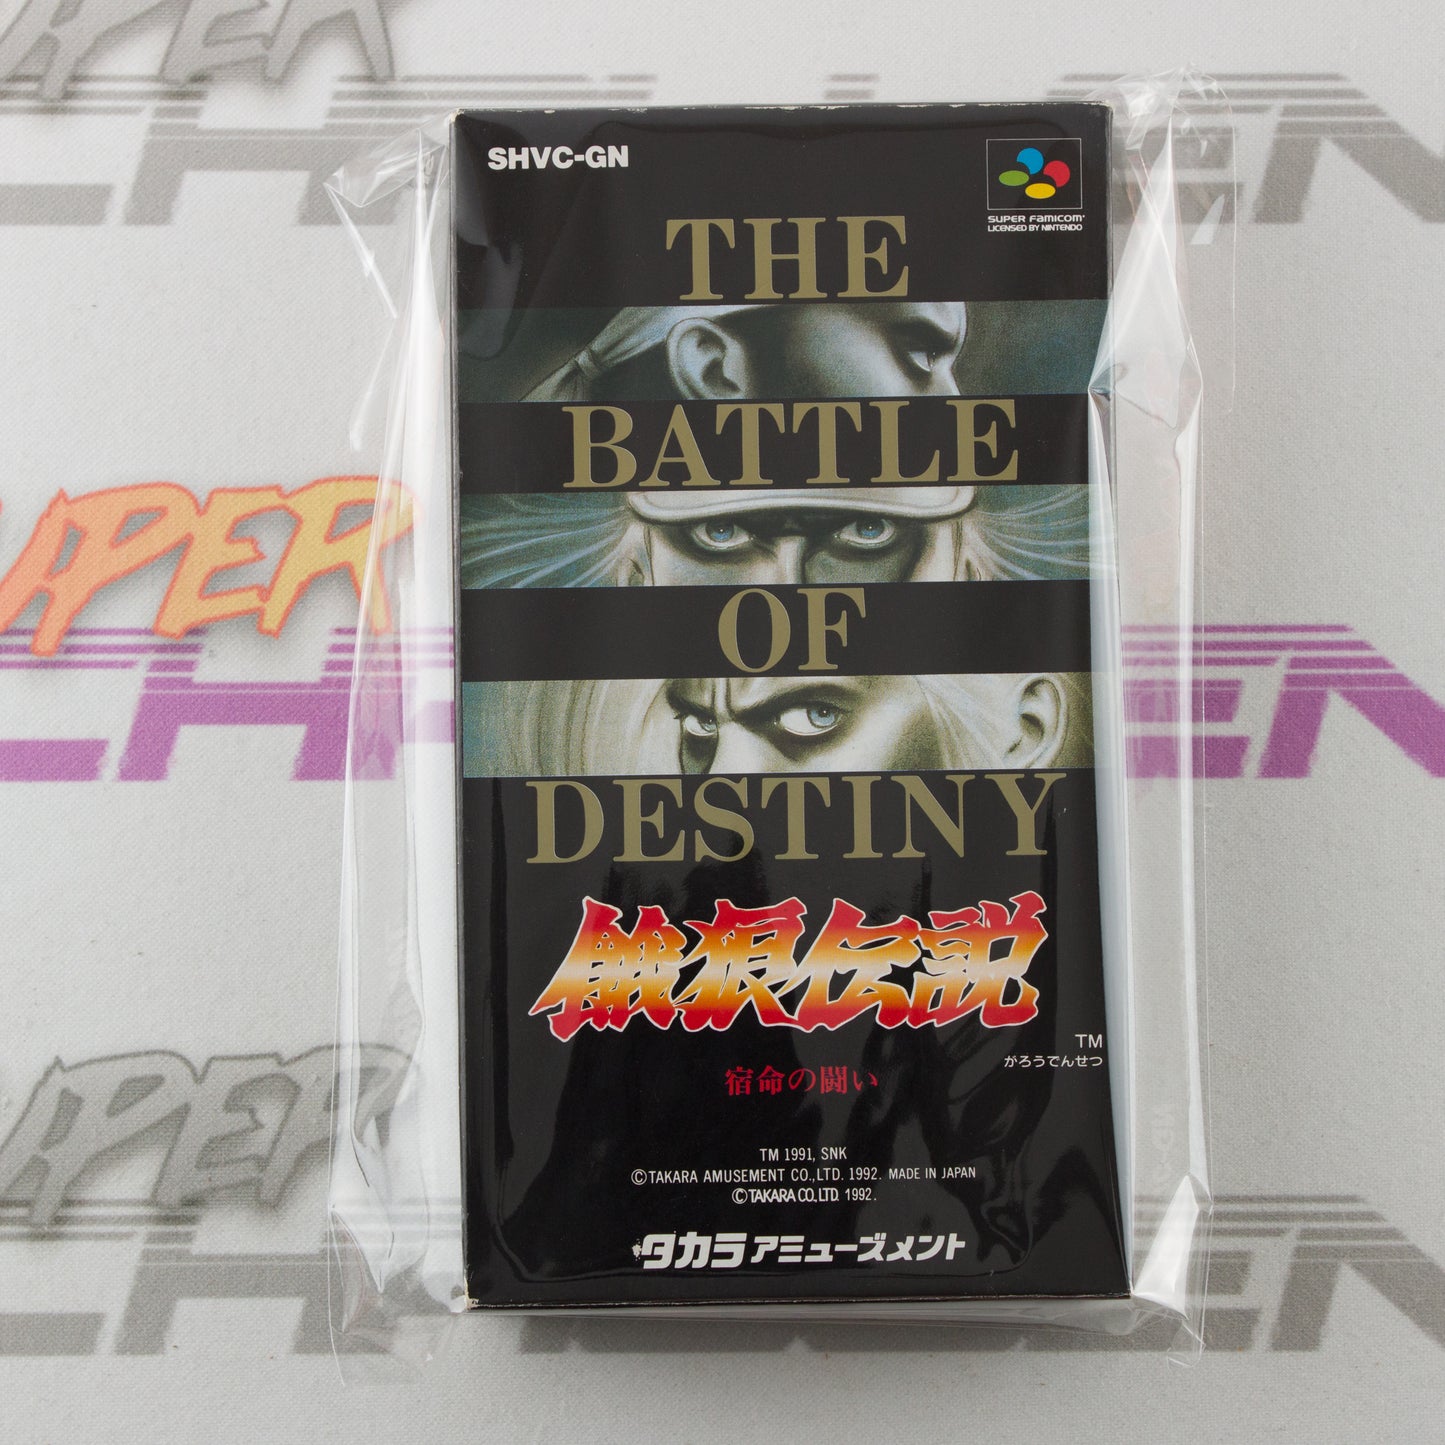 SHVC-GN
SUPER FAMICOM
LICENSED BY NINTENDO
THE
BATTLE
OF
DESTINY
餓狼伝説
TM
がろうでんせつ
宿命の闘い
TM 1991, SNK
©TAKARA AMUSEMENT CO.,LTD. 1992. MADE IN JAPAN
©TAKARA CO.,LTD. 1992.
タカラアミューズメント